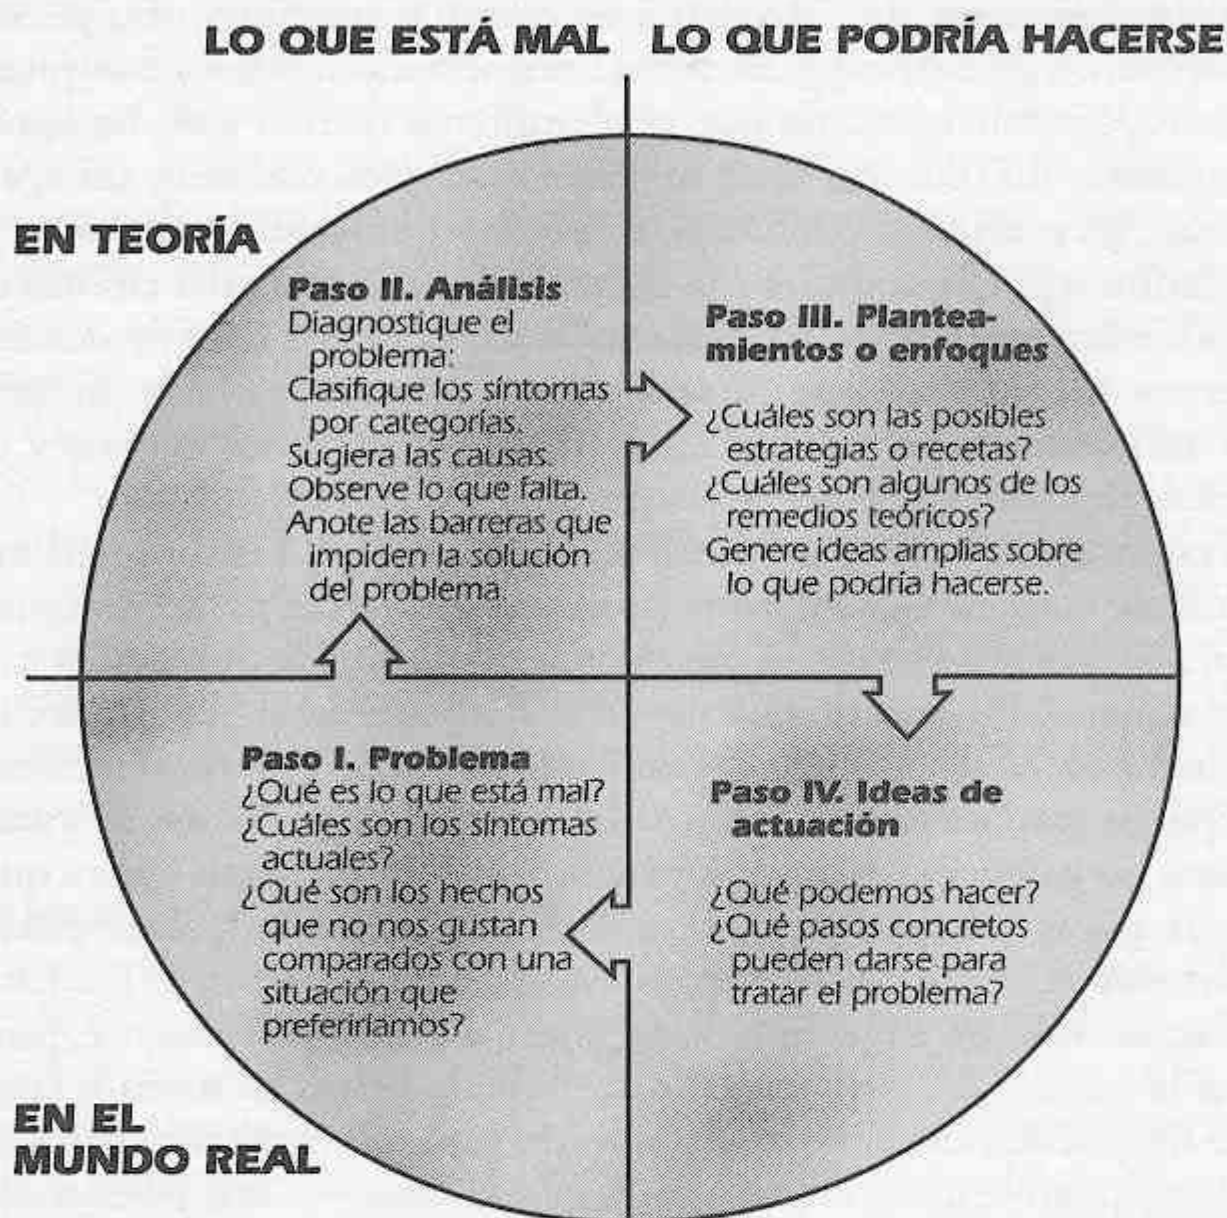 LO QUE ESTÁ MAL
LO QUE PODRÍA HACERSE
EN TEORÍA
Paso II. Análisis
Diagnostique el
problema:
Clasifique los síntomas
por categorías.
Sugiera las causas.
Observe lo que falta.
Anote las barreras que
impiden la solución
del problema.
Paso III. Plantea-
mientos o enfoques
¿Cuáles son las posibles
estrategias o recetas?
¿Cuáles son algunos de los
remedios teóricos?
Genere ideas amplias sobre
lo que podría hacerse.
Paso I. Problema
¿Qué es lo que está mal?
¿Cuáles son los síntomas
actuales?
¿Qué son los hechos
que no nos gustan
comparados con una
situación que
preferiríamos?
Paso IV. Ideas de
actuación
¿Qué podemos hacer?
¿Qué pasos concretos
pueden darse para
tratar el problema?
EN EL
MUNDO REAL